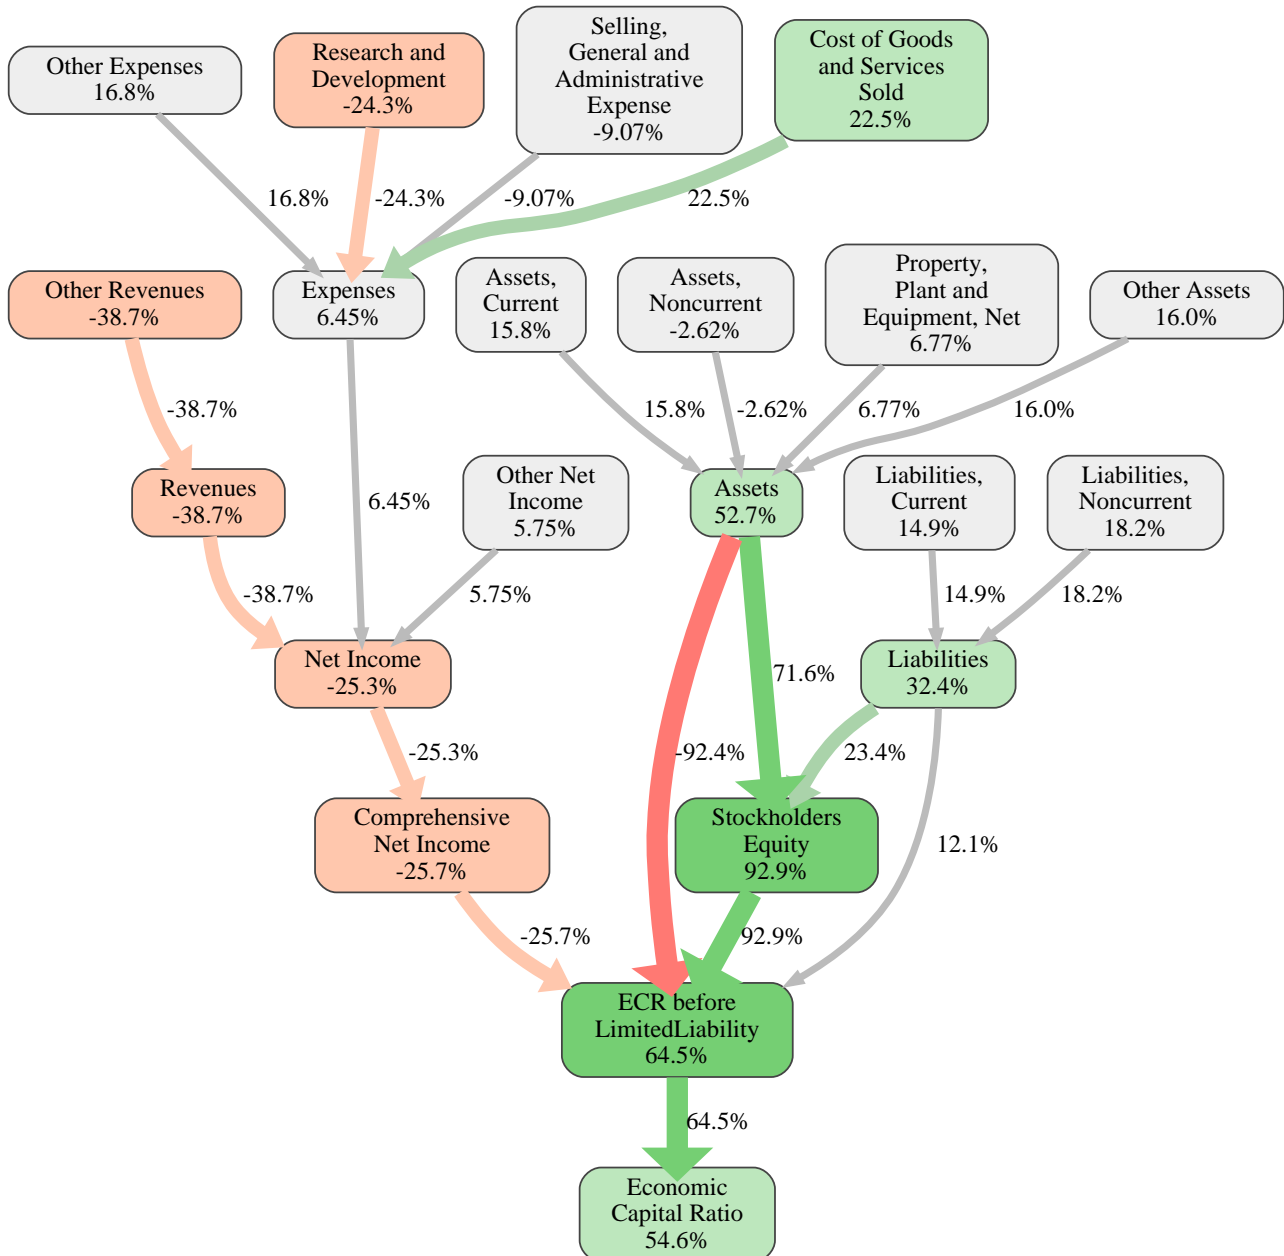 Other Expenses
16.8%
Research and
Development
-24.3%
Selling,
General and
Administrative
Expense
-9.07%
Cost of Goods
and Services
Sold
22.5%
16.8%
-24.3%
-9.07%
22.5%
Other Revenues
-38.7%
Expenses
6.45%
Assets,
Current
15.8%
Assets,
Noncurrent
-2.62%
Property,
Plant and
Equipment, Net
6.77%
Other Assets
16.0%
-38.7%
15.8%
-2.62%
6.77%
16.0%
Revenues
-38.7%
6.45%
Other Net
Income
5.75%
Assets
52.7%
Liabilities,
Current
14.9%
Liabilities,
Noncurrent
18.2%
-38.7%
5.75%
14.9%
18.2%
Net Income
-25.3%
71.6%
Liabilities
32.4%
-25.3%
-92.4%
23.4%
Comprehensive
Net Income
-25.7%
Stockholders
Equity
92.9%
12.1%
-25.7%
92.9%
ECR before
LimitedLiability
64.5%
64.5%
Economic
Capital Ratio
54.6%